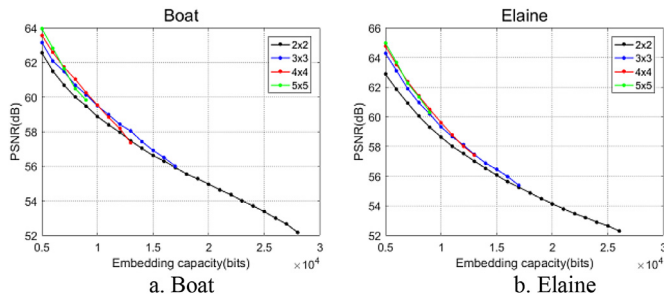 Boat
PSNR(dB)
64
62
60
58
56
54
52
0.5
1
1.5
2
2.5
3
×10⁴
Embedding capacity(bits)
2x2
3x3
4x4
5x5
a. Boat
Elaine
PSNR(dB)
66
64
62
60
58
56
54
52
0.5
1
1.5
2
2.5
3
×10⁴
Embedding capacity(bits)
2x2
3x3
4x4
5x5
b. Elaine